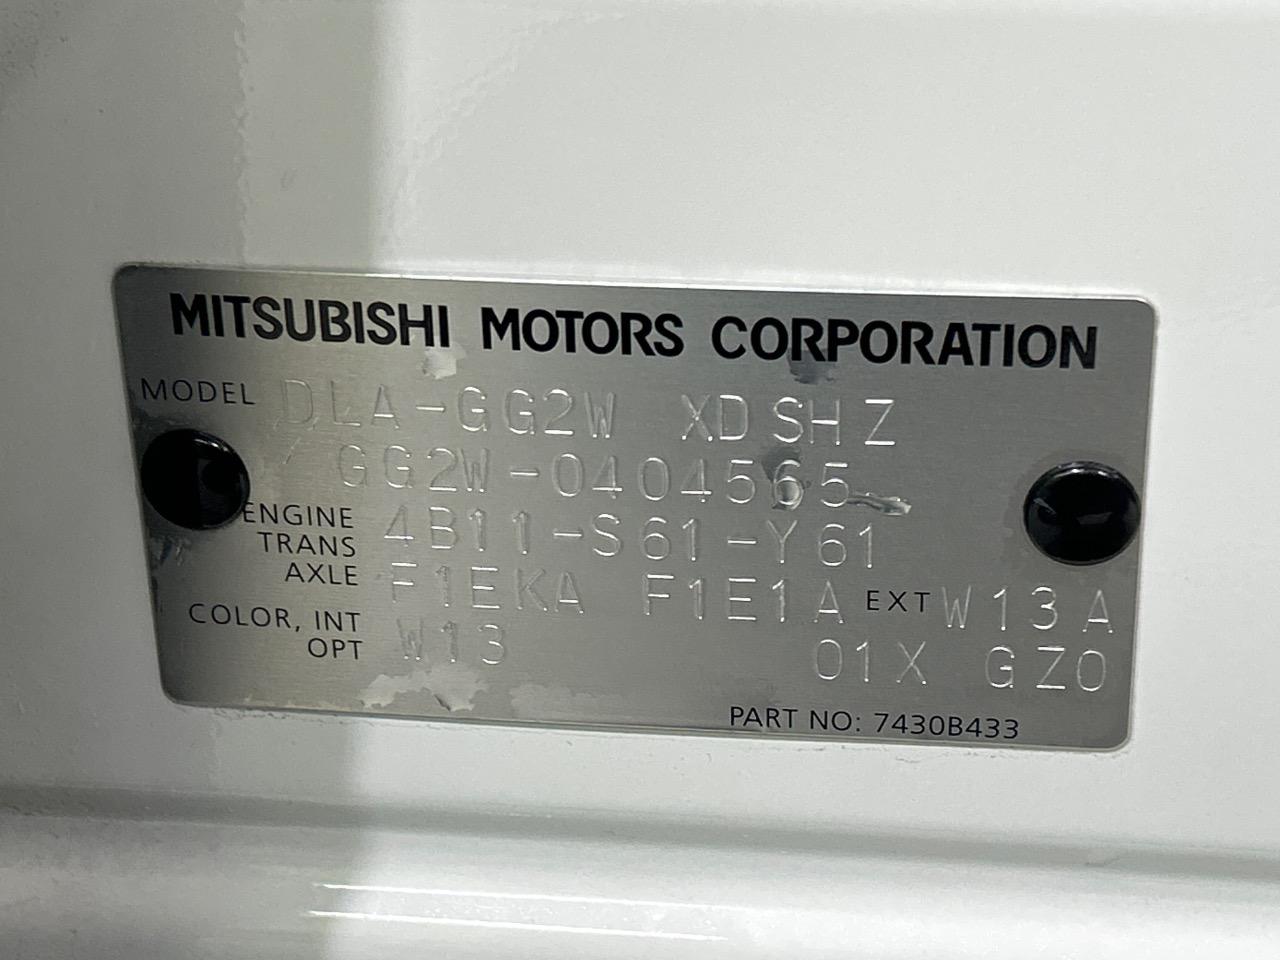 MITSUBISHI MOTORS CORPORATION
MODEL DLA-GG2W XDSHZ
GG2W-0404565
ENGINE 4B11-S61-Y61
TRANS
AXLE F1EKA F1E1A EXT W13A
COLOR, INT W13 01X GZ0
OPT
PART NO: 7430B433